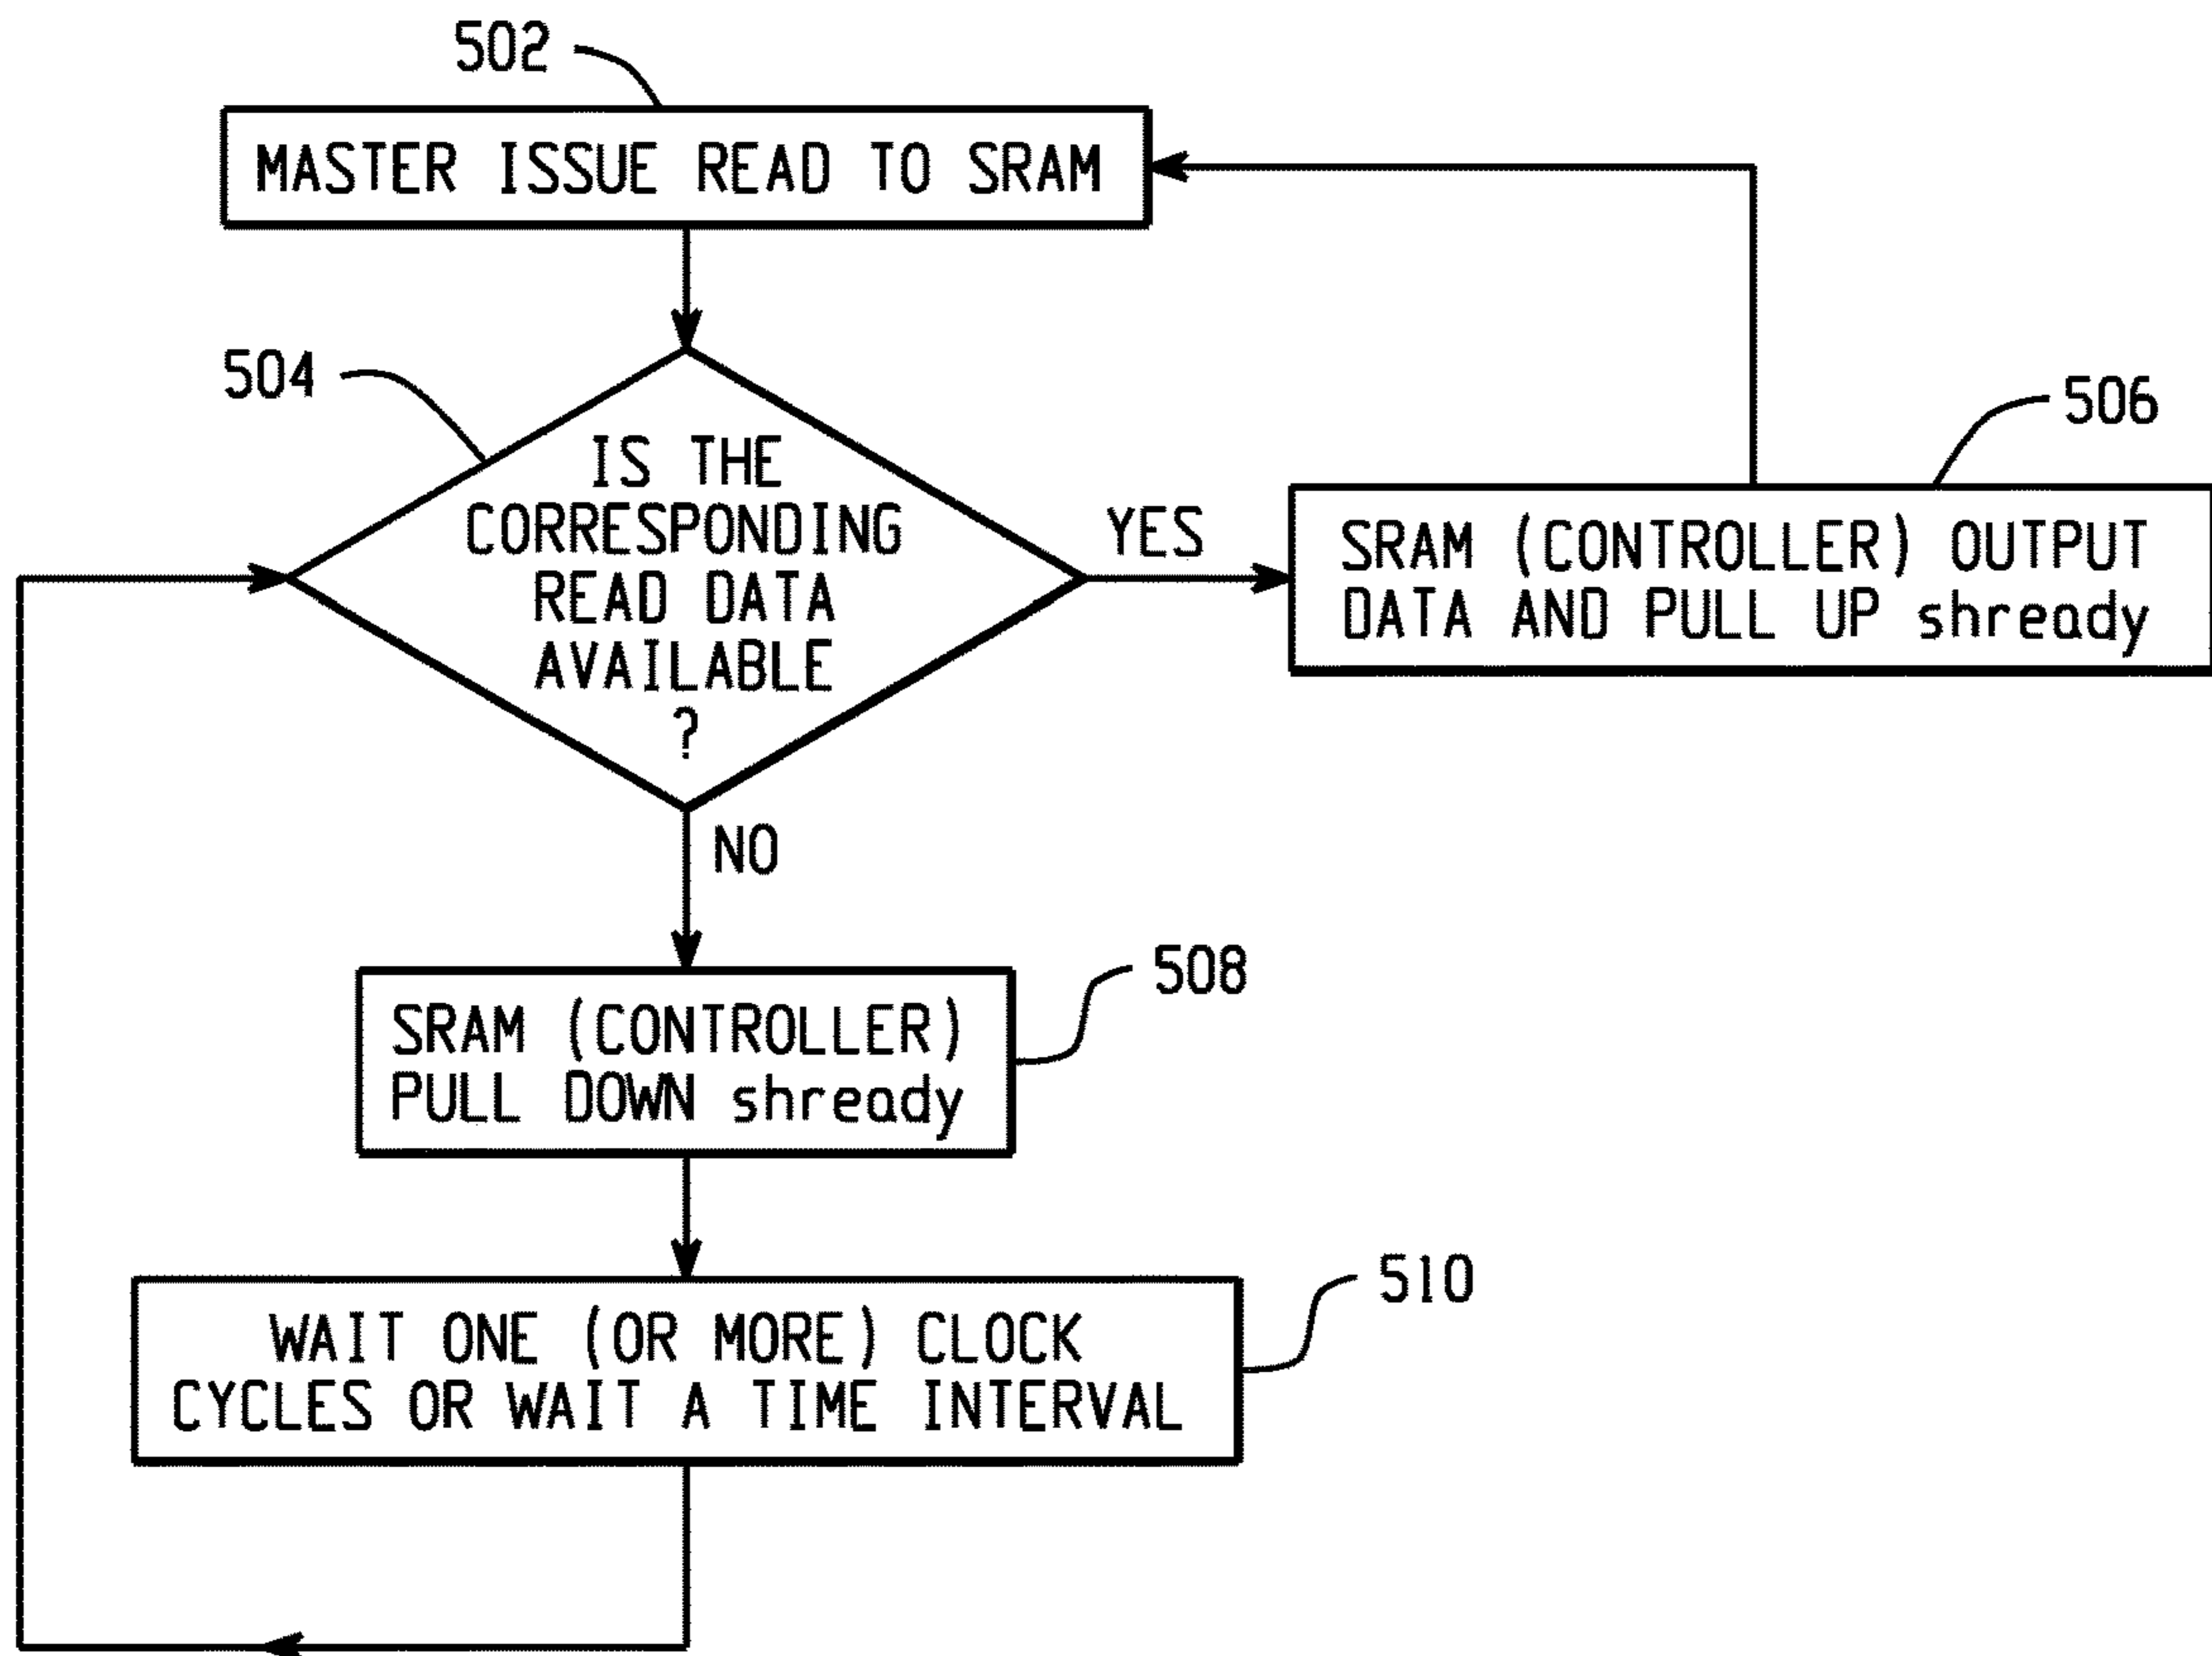 502
MASTER ISSUE READ TO SRAM
504
IS THE
CORRESPONDING
READ DATA
AVAILABLE
?
YES
506
SRAM (CONTROLLER) OUTPUT
DATA AND PULL UP shready
NO
508
SRAM (CONTROLLER)
PULL DOWN shready
510
WAIT ONE (OR MORE) CLOCK
CYCLES OR WAIT A TIME INTERVAL